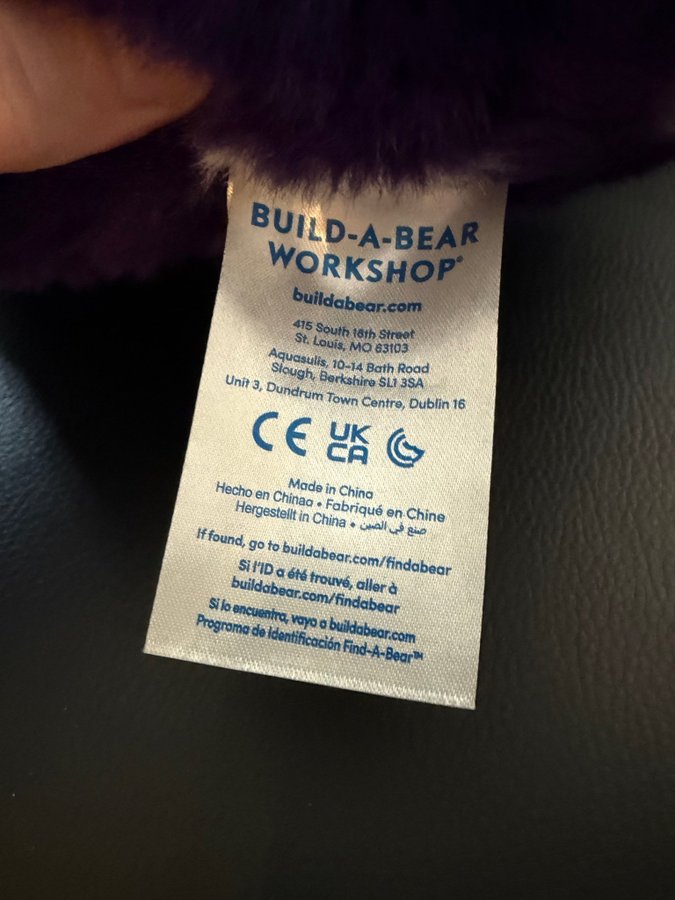 BUILD-A-BEAR
WORKSHOP®
buildabear.com
415 South 18th Street
St. Louis, MO 63103
Aquasulis, 10-14 Bath Road
Slough, Berkshire SL1 3SA
Unit 3, Dundrum Town Centre, Dublin 16
CE UK
CA
Made in China
Hecho en Chinaa • Fabriqué en Chine
Hergestellt in China • صنع في الصين
If found, go to buildabear.com/findabear
Si l'ID a été trouvé, aller à
buildabear.com/findabear
Si lo encuentra, vaya a buildabear.com
Programa de Identificación Find-A-Bear™